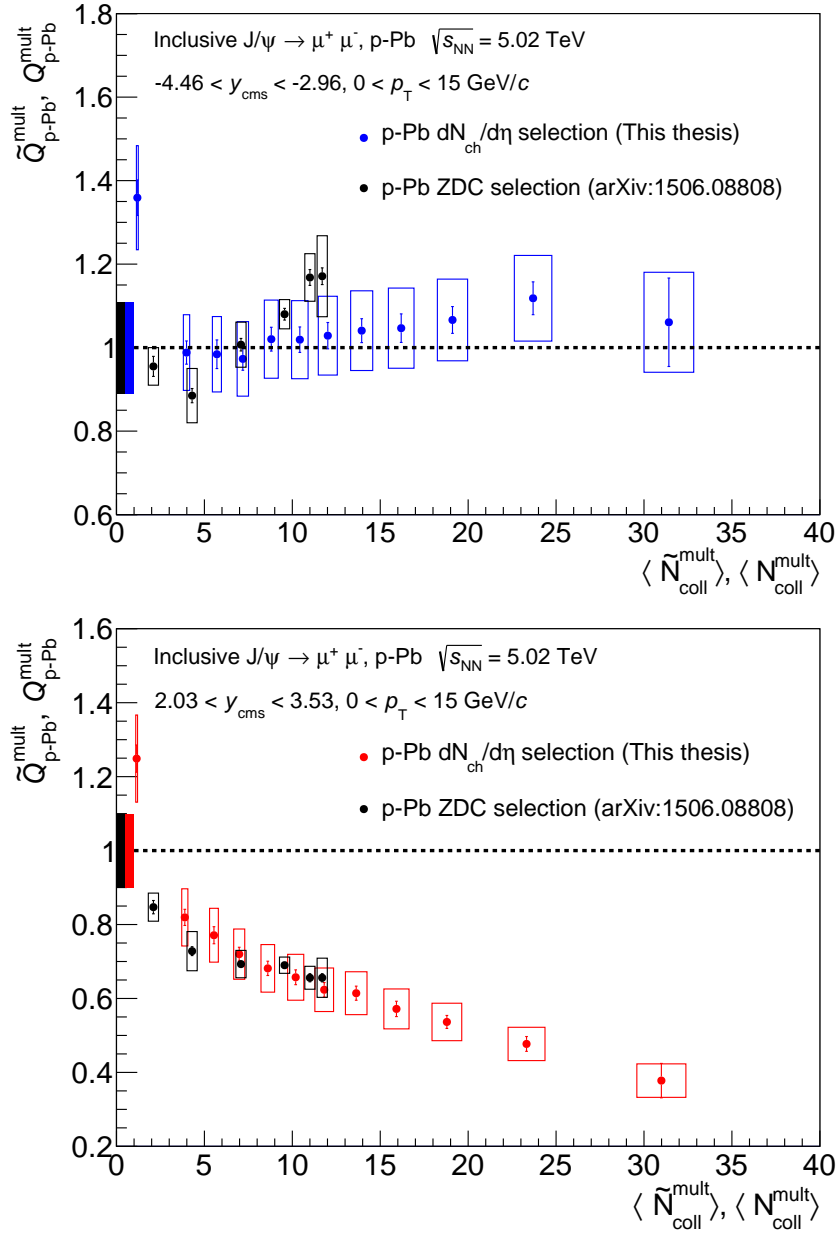 Inclusive J/ψ → μ⁺ μ⁻, p-Pb √s_NN = 5.02 TeV
-4.46 < y_cms < -2.96, 0 < p_T < 15 GeV/c
p-Pb dN_ch/dη selection (This thesis)
p-Pb ZDC selection (arXiv:1506.08808)
Q̃^mult_p-Pb, Q^mult_p-Pb
1.8
1.6
1.4
1.2
1
0.8
0.6
0 5 10 15 20 25 30 35 40
⟨ Ñ^mult_coll ⟩, ⟨ N^mult_coll ⟩
Inclusive J/ψ → μ⁺ μ⁻, p-Pb √s_NN = 5.02 TeV
2.03 < y_cms < 3.53, 0 < p_T < 15 GeV/c
p-Pb dN_ch/dη selection (This thesis)
p-Pb ZDC selection (arXiv:1506.08808)
Q̃^mult_p-Pb, Q^mult_p-Pb
1.6
1.4
1.2
1
0.8
0.6
0.4
0.2
0 5 10 15 20 25 30 35 40
⟨ Ñ^mult_coll ⟩, ⟨ N^mult_coll ⟩